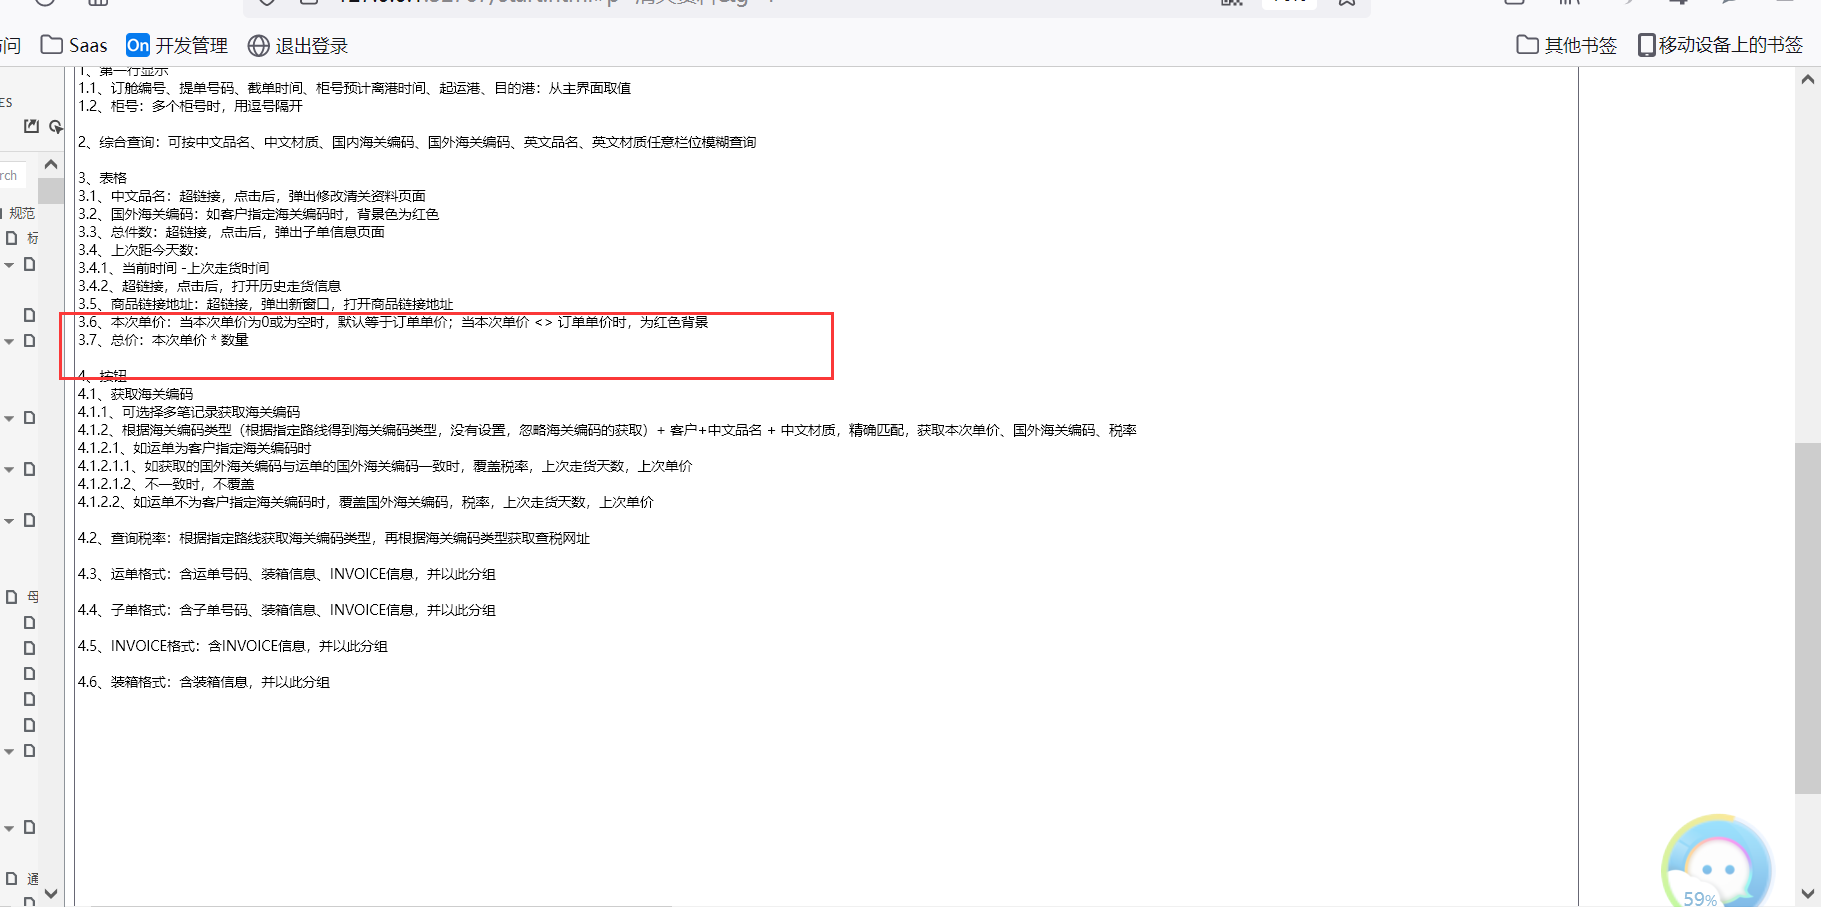 问
Saas
On 开发管理
退出登录
其他书签
移动设备上的书签
ES
rch
规范
标
母
通
1、第一行显示
1.1、订舱编号、提单号码、截单时间、柜号预计离港时间、起运港、目的港：从主界面取值
1.2、柜号：多个柜号时，用逗号隔开
2、综合查询：可按中文品名、中文材质、国内海关编码、国外海关编码、英文品名、英文材质任意栏位模糊查询
3、表格
3.1、中文品名：超链接，点击后，弹出修改清关资料页面
3.2、国外海关编码：如客户指定海关编码时，背景色为红色
3.3、总件数：超链接，点击后，弹出子单信息页面
3.4、上次距今天数：
3.4.1、当前时间 -上次走货时间
3.4.2、超链接，点击后，打开历史走货信息
3.5、商品链接地址：超链接，弹出新窗口，打开商品链接地址
3.6、本次单价：当本次单价为0或为空时，默认等于订单单价；当本次单价 <> 订单单价时，为红色背景
3.7、总价：本次单价 * 数量
4、按钮
4.1、获取海关编码
4.1.1、可选择多笔记录获取海关编码
4.1.2、根据海关编码类型（根据指定路线得到海关编码类型，没有设置，忽略海关编码的获取）+ 客户+中文品名 + 中文材质，精确匹配，获取本次单价、国外海关编码、税率
4.1.2.1、如运单为客户指定海关编码时
4.1.2.1.1、如获取的国外海关编码与运单的国外海关编码一致时，覆盖税率，上次走货天数，上次单价
4.1.2.1.2、不一致时，不覆盖
4.1.2.2、如运单不为客户指定海关编码时，覆盖国外海关编码，税率，上次走货天数，上次单价
4.2、查询税率：根据指定路线获取海关编码类型，再根据海关编码类型获取查税网址
4.3、运单格式：含运单号码、装箱信息、INVOICE信息，并以此分组
4.4、子单格式：含子单号码、装箱信息、INVOICE信息，并以此分组
4.5、INVOICE格式：含INVOICE信息，并以此分组
4.6、装箱格式：含装箱信息，并以此分组
59%